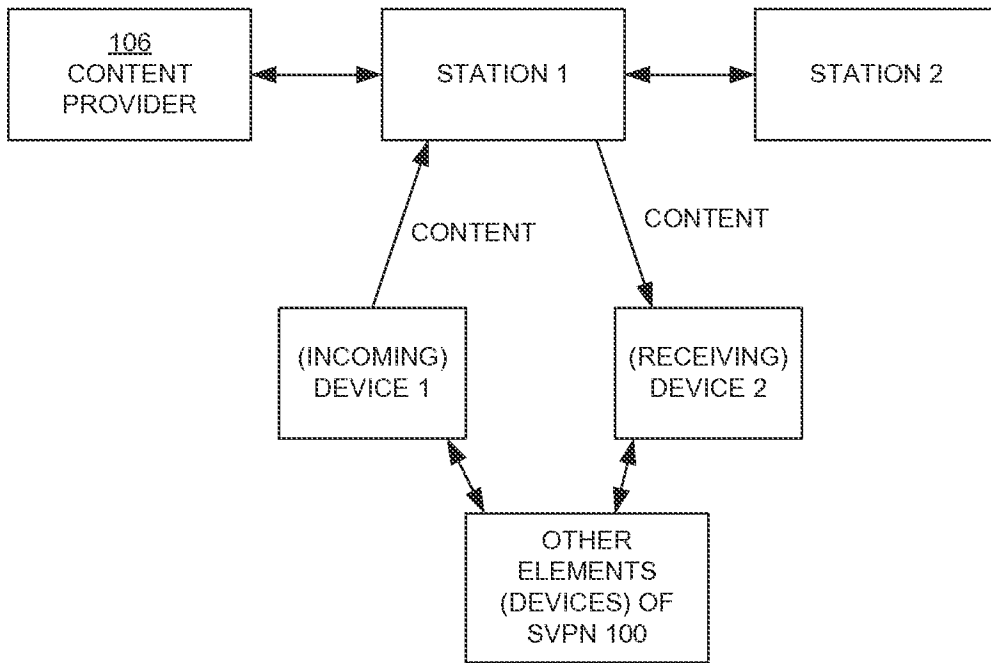 106
CONTENT
PROVIDER
STATION 1
STATION 2
CONTENT
CONTENT
(INCOMING)
DEVICE 1
(RECEIVING)
DEVICE 2
OTHER
ELEMENTS
(DEVICES) OF
SVPN 100